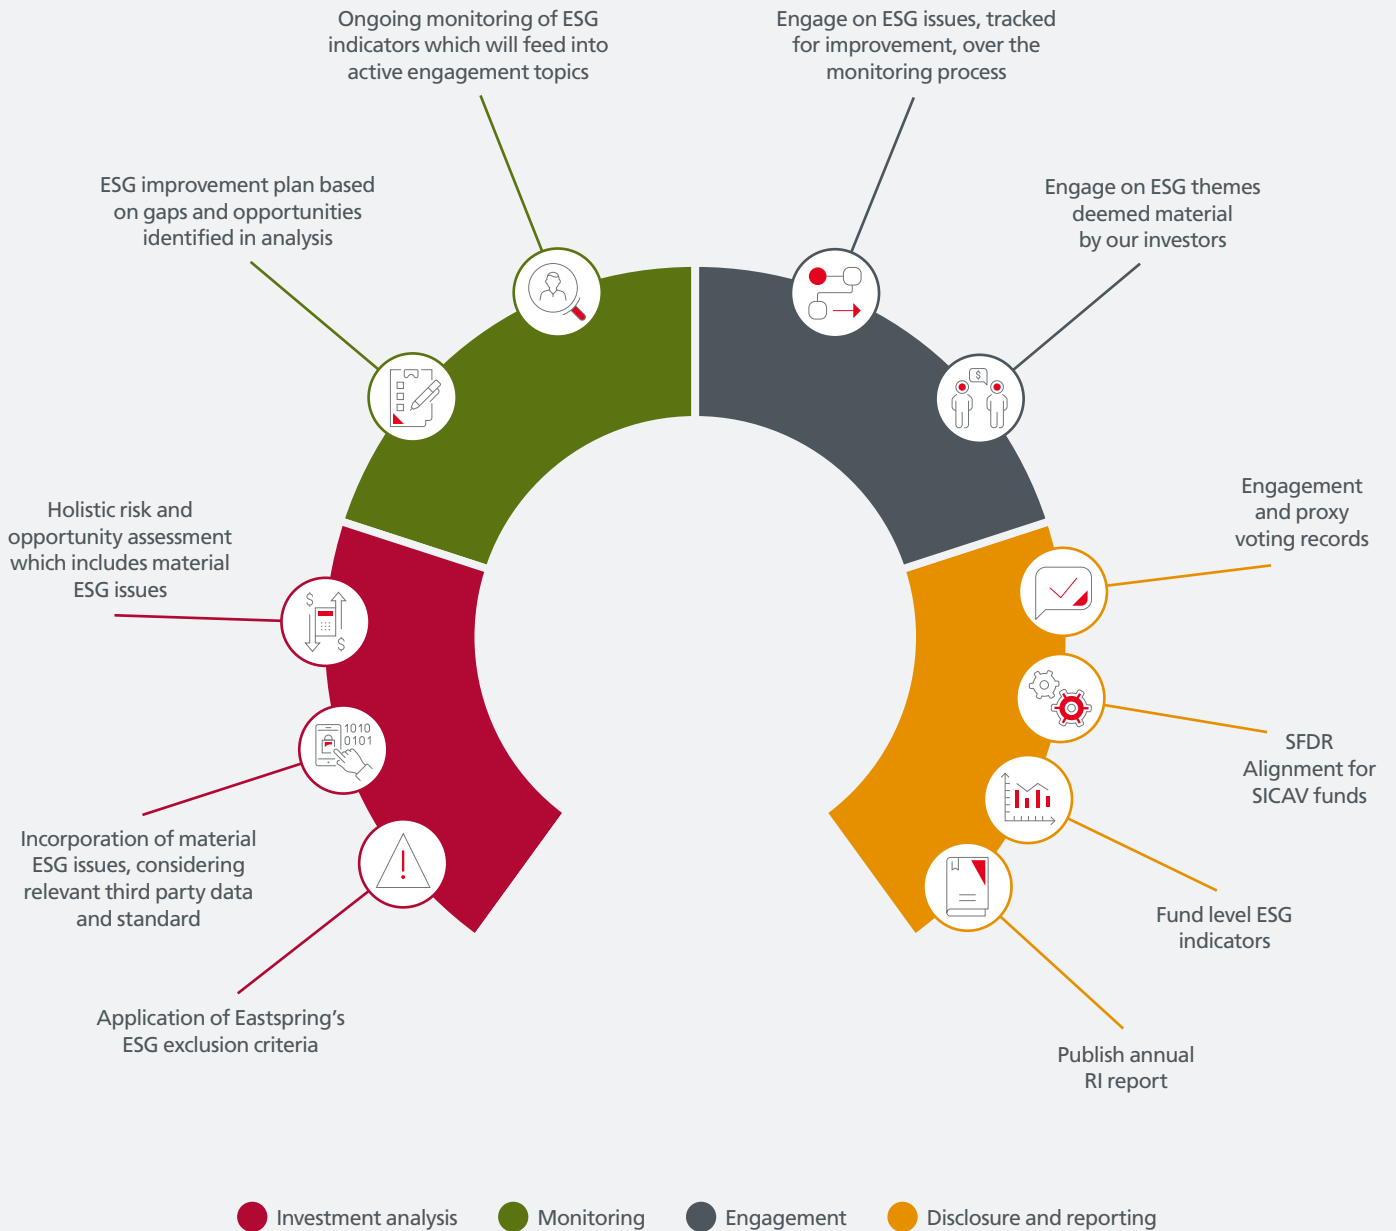 Ongoing monitoring of ESG
indicators which will feed into
active engagement topics
Engage on ESG issues, tracked
for improvement, over the
monitoring process
ESG improvement plan based
on gaps and opportunities
identified in analysis
Engage on ESG themes
deemed material
by our investors
$
Holistic risk and
opportunity assessment
which includes material
ESG issues
$
$
Engagement
and proxy
voting records
1010
0101
SFDR
Alignment for
SICAV funds
Incorporation of material
ESG issues, considering
relevant third party data
and standard
Fund level ESG
indicators
Application of Eastspring’s
ESG exclusion criteria
Publish annual
RI report
Investment analysis
Monitoring
Engagement
Disclosure and reporting